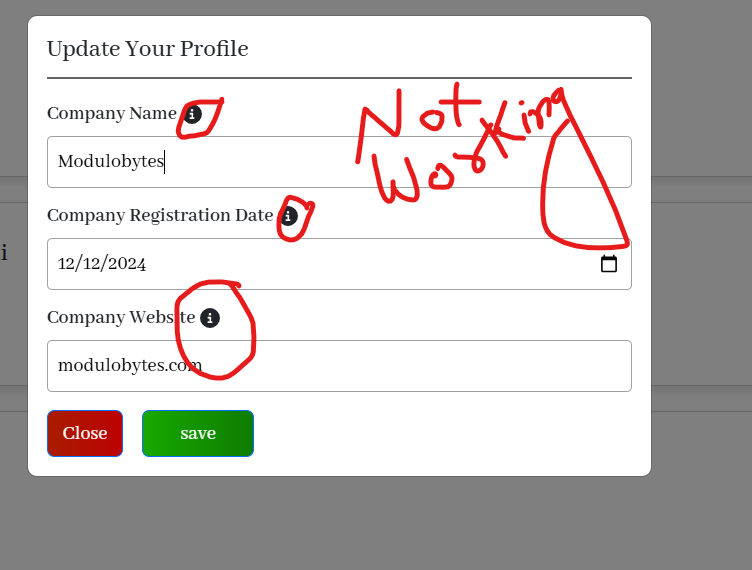 Update Your Profile
Company Name
Not
Working
Modulobytes
Company Registration Date
12/12/2024
Company Website
modulobytes.com
Close save
i